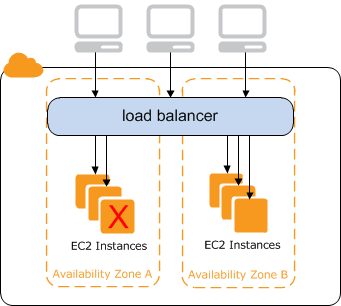 load balancer
X
EC2 Instances
EC2 Instances
Availability Zone A
Availability Zone B